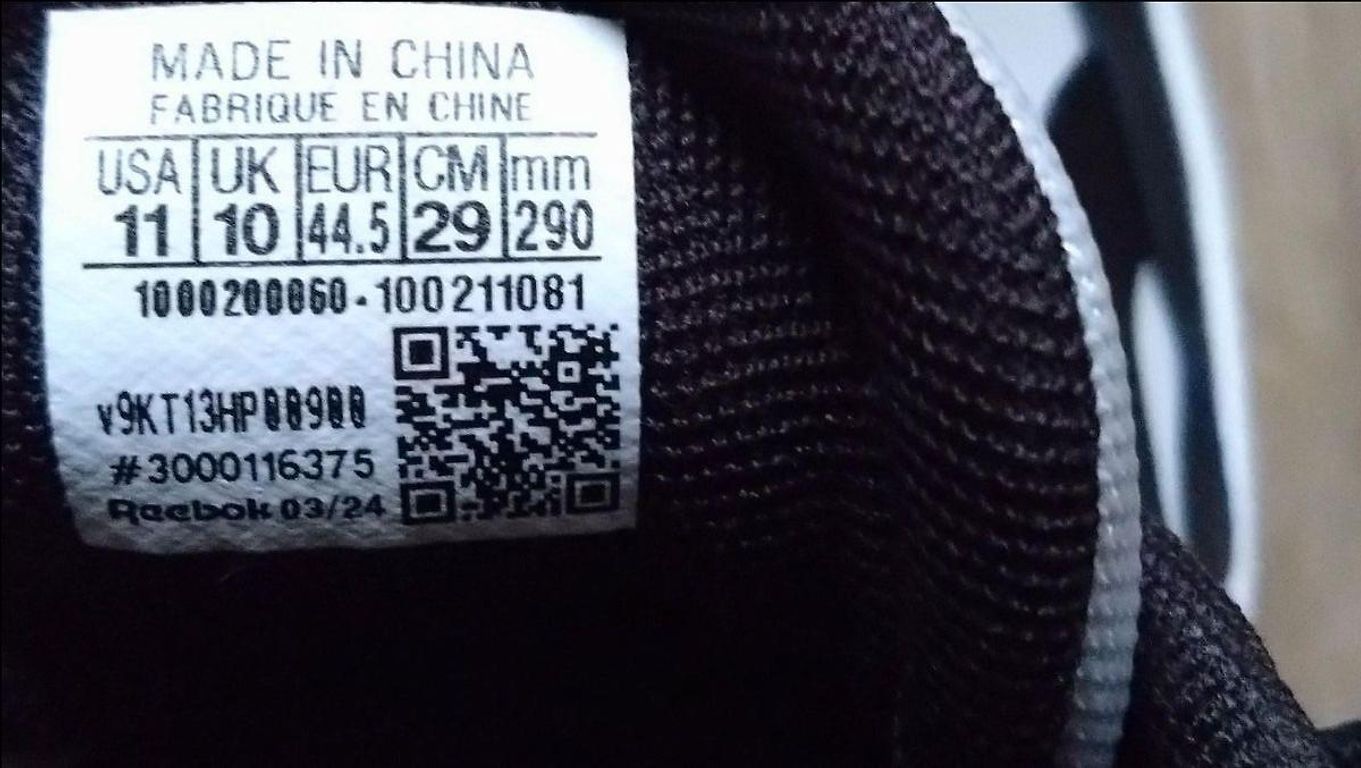 MADE IN CHINA
FABRIQUE EN CHINE
USA UK EUR CM mm
11 10 44.5 29 290
1000200060-100211081
v9KT13HP00900
#3000116375
Reebok 03/24